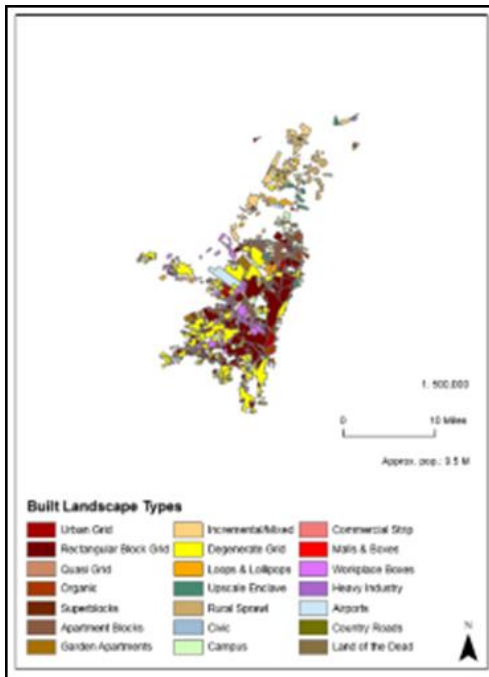 1: 500,000
0 10 Miles
Approx. pop.: 9.5 M
Built Landscape Types
Urban Grid Incremental/Mixed Commercial Strip
Rectangular Block Grid Degenerate Grid Malls & Boxes
Quasi Grid Loops & Lollipops Workplace Boxes
Organic Upscale Enclave Heavy Industry
Superblocks Rural Sprawl Airports
Apartment Blocks Civic Country Roads
Garden Apartments Campus Land of the Dead
N